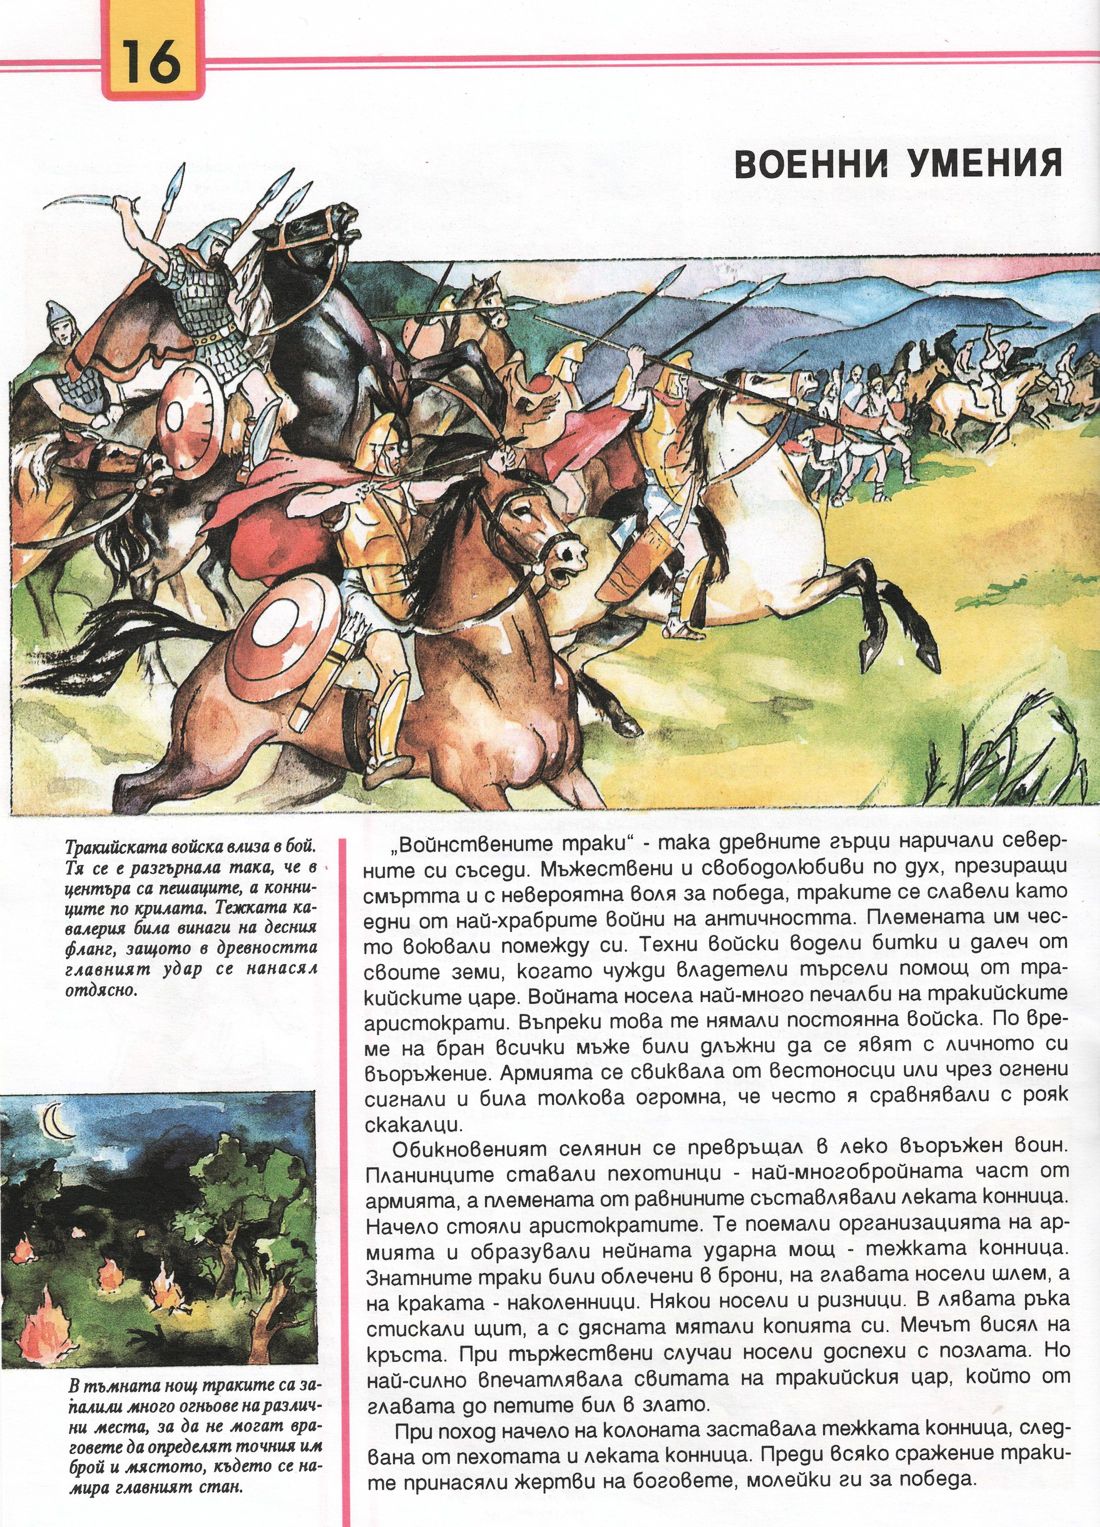 16
ВОЕННИ УМЕНИЯ
Тракийската войска влиза в бой.
Тя се е разгърнала така, че в
центъра са пешаците, а конни-
ците по крилата. Тежката ка-
валерия била винаги на десния
фланг, защото в древността
главният удар се нанасял
отдясно.
„Войнствените траки“ - така древните гърци наричали север-
ните си съседи. Мъжествени и свободолюбиви по дух, презиращи
смъртта и с невероятна воля за победа, траките се славели като
едни от най-храбрите войни на античността. Племената им чес-
то воювали помежду си. Техни войски водели битки и далеч от
своите земи, когато чужди владетели търсели помощ от тра-
кийските царе. Войната носела най-много печалби на тракийските
аристократи. Въпреки това те нямали постоянна войска. По вре-
ме на бран всички мъже били длъжни да се явят с личното си
въоръжение. Армията се свиквала от вестоносци или чрез огнени
сигнали и била толкова огромна, че често я сравнявали с рояк
скакалци.
Обикновеният селянин се превръщал в леко въоръжен воин.
Планинците ставали пехотинци - най-многобройната част от
армията, а племената от равнините съставлявали леката конница.
Начело стояли аристократите. Те поемали организацията на ар-
мията и образували нейната ударна мощ - тежката конница.
Знатните траки били облечени в брони, на главата носели шлем, а
на краката - наколенници. Някои носели и ризници. В лявата ръка
стискали щит, а с дясната мятали копията си. Мечът висял на
кръста. При тържествени случаи носели доспехи с позлата. Но
най-силно впечатлявала свитата на тракийския цар, който от
главата до петите бил в злато.
При поход начело на колоната заставала тежката конница, след-
вана от пехотата и леката конница. Преди всяко сражение траки-
те принасяли жертви на боговете, молейки ги за победа.
В тъмната нощ траките са за-
палили много огньове на различ-
ни места, за да не могат вра-
говете да определят точния им
брой и мястото, където се на-
мира главният стан.